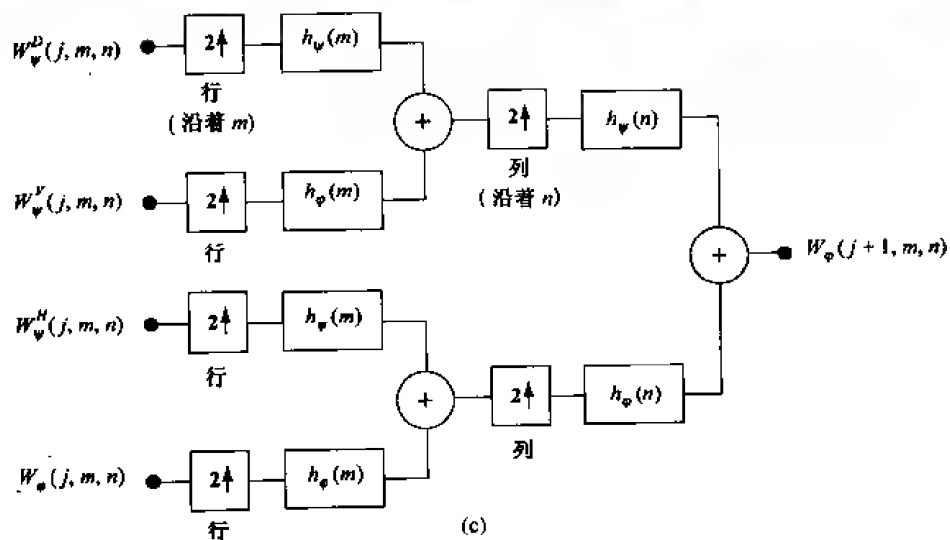 W_ψ^D(j, m, n)
2↑
h_ψ(m)
行
(沿着 m)
2↑
h_ψ(n)
列
(沿着 n)
W_ψ^V(j, m, n)
2↑
h_φ(m)
行
+
+
W_φ(j + 1, m, n)
W_ψ^H(j, m, n)
2↑
h_ψ(m)
行
+
2↑
h_φ(n)
列
W_φ(j, m, n)
2↑
h_φ(m)
行
(c)